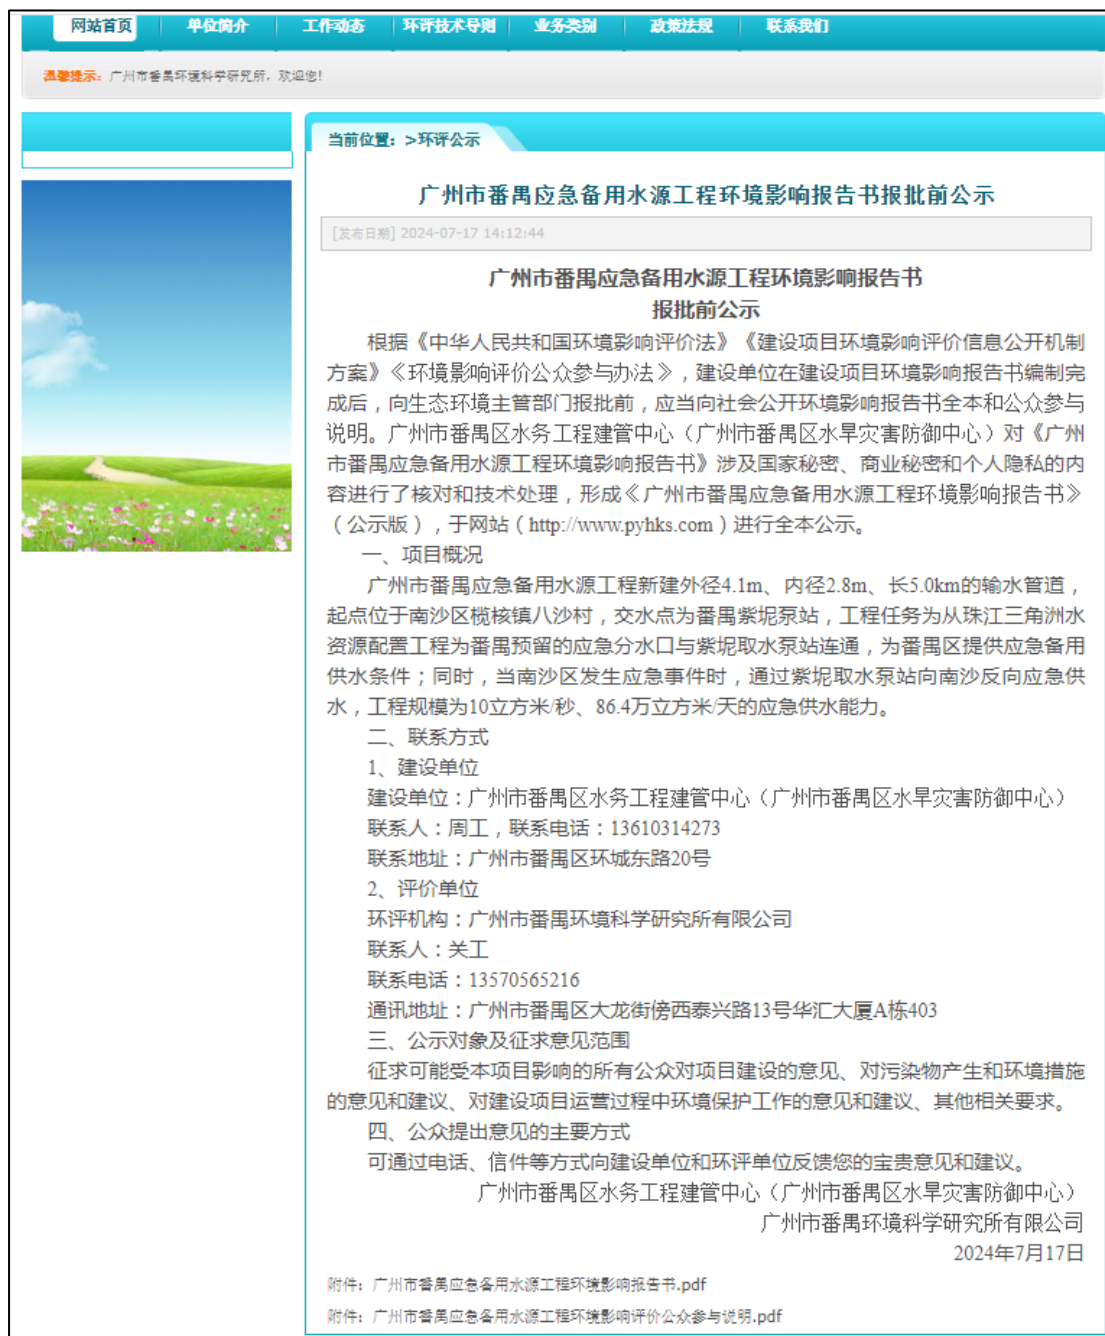 网站首页 单位简介 工作动态 环评技术导则 业务类别 政策法规 联系我们
温馨提示：广州市番禺环境科学研究所，欢迎您！
当前位置：>环评公示
广州市番禺应急备用水源工程环境影响报告书报批前公示
[发布日期] 2024-07-17 14:12:44
广州市番禺应急备用水源工程环境影响报告书
报批前公示
根据《中华人民共和国环境影响评价法》《建设项目环境影响评价信息公开机制
方案》《环境影响评价公众参与办法》，建设单位在建设项目环境影响报告书编制完
成后，向生态环境主管部门报批前，应当向社会公开环境影响报告书全本和公众参与
说明。广州市番禺区水务工程建管中心（广州市番禺区水旱灾害防御中心）对《广州
市番禺应急备用水源工程环境影响报告书》涉及国家秘密、商业秘密和个人隐私的内
容进行了核对和技术处理，形成《广州市番禺应急备用水源工程环境影响报告书》
（公示版），于网站（http://www.pyhks.com）进行全本公示。
一、项目概况
广州市番禺应急备用水源工程新建外径4.1m、内径2.8m、长5.0km的输水管道，
起点位于南沙区榄核镇八沙村，交水点为番禺紫坭泵站，工程任务为从珠江三角洲水
资源配置工程为番禺预留的应急分水口与紫坭取水泵站连通，为番禺区提供应急备用
供水条件；同时，当南沙区发生应急事件时，通过紫坭取水泵站向南沙反向应急供
水，工程规模为10立方米/秒、86.4万立方米/天的应急供水能力。
二、联系方式
1、建设单位
建设单位：广州市番禺区水务工程建管中心（广州市番禺区水旱灾害防御中心）
联系人：周工，联系电话：13610314273
联系地址：广州市番禺区环城东路20号
2、评价单位
环评机构：广州市番禺环境科学研究所有限公司
联系人：关工
联系电话：13570565216
通讯地址：广州市番禺区大龙街傍西泰兴路13号华汇大厦A栋403
三、公示对象及征求意见范围
征求可能受本项目影响的所有公众对项目建设的意见、对污染物产生和环境措施
的意见和建议、对建设项目运营过程中环境保护工作的意见和建议、其他相关要求。
四、公众提出意见的主要方式
可通过电话、信件等方式向建设单位和环评单位反馈您的宝贵意见和建议。
广州市番禺区水务工程建管中心（广州市番禺区水旱灾害防御中心）
广州市番禺环境科学研究所有限公司
2024年7月17日
附件：广州市番禺应急备用水源工程环境影响报告书.pdf
附件：广州市番禺应急备用水源工程环境影响评价公众参与说明.pdf